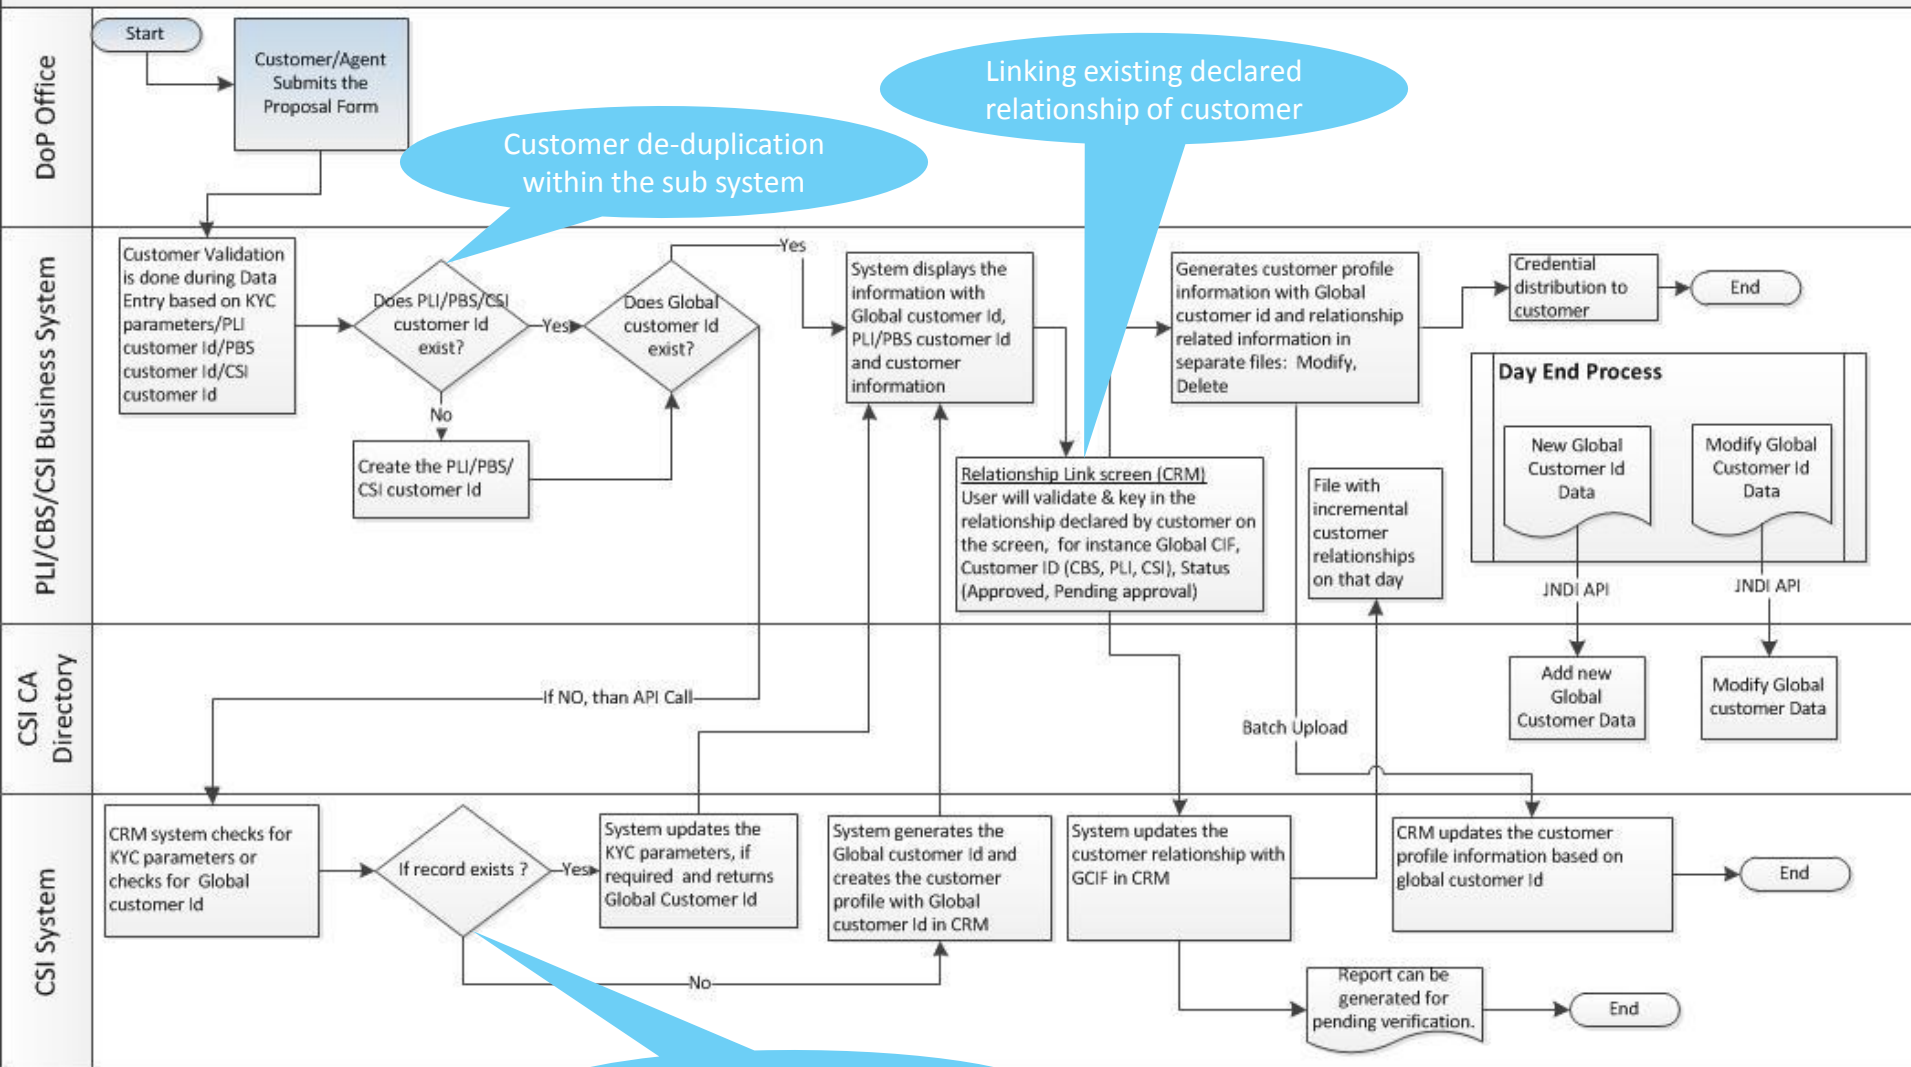 DoP Office
Start
Customer/Agent
Submits the
Proposal Form
Customer de-duplication
within the sub system
Linking existing declared
relationship of customer
PLI/CBS/CSI Business System
Customer Validation
is done during Data
Entry based on KYC
parameters/PLI
customer Id/PBS
customer Id/CSI
customer Id
Does PLI/PBS/CSI
customer Id
exist?
Yes
No
Create the PLI/PBS/
CSI customer Id
Does Global
customer Id
exist?
Yes
System displays the
information with
Global customer Id,
PLI/PBS customer Id
and customer
information
Relationship Link screen (CRM)
User will validate & key in the
relationship declared by customer on
the screen, for instance Global CIF,
Customer ID (CBS, PLI, CSI), Status
(Approved, Pending approval)
Generates customer profile
information with Global
customer id and relationship
related information in
separate files: Modify,
Delete
Credential
distribution to
customer
End
File with
incremental
customer
relationships
on that day
Day End Process
New Global
Customer Id
Data
Modify Global
Customer Id
Data
JNDI API
JNDI API
CSI CA
Directory
If NO, than API Call
Batch Upload
Add new
Global
Customer Data
Modify Global
customer Data
CSI System
CRM system checks for
KYC parameters or
checks for Global
customer Id
If record exists ?
Yes
No
System updates the
KYC parameters, if
required and returns
Global Customer Id
System generates the
Global customer Id and
creates the customer
profile with Global
customer Id in CRM
System updates the
customer relationship with
GCIF in CRM
CRM updates the customer
profile information based on
global customer Id
End
Report can be
generated for
pending verification.
End